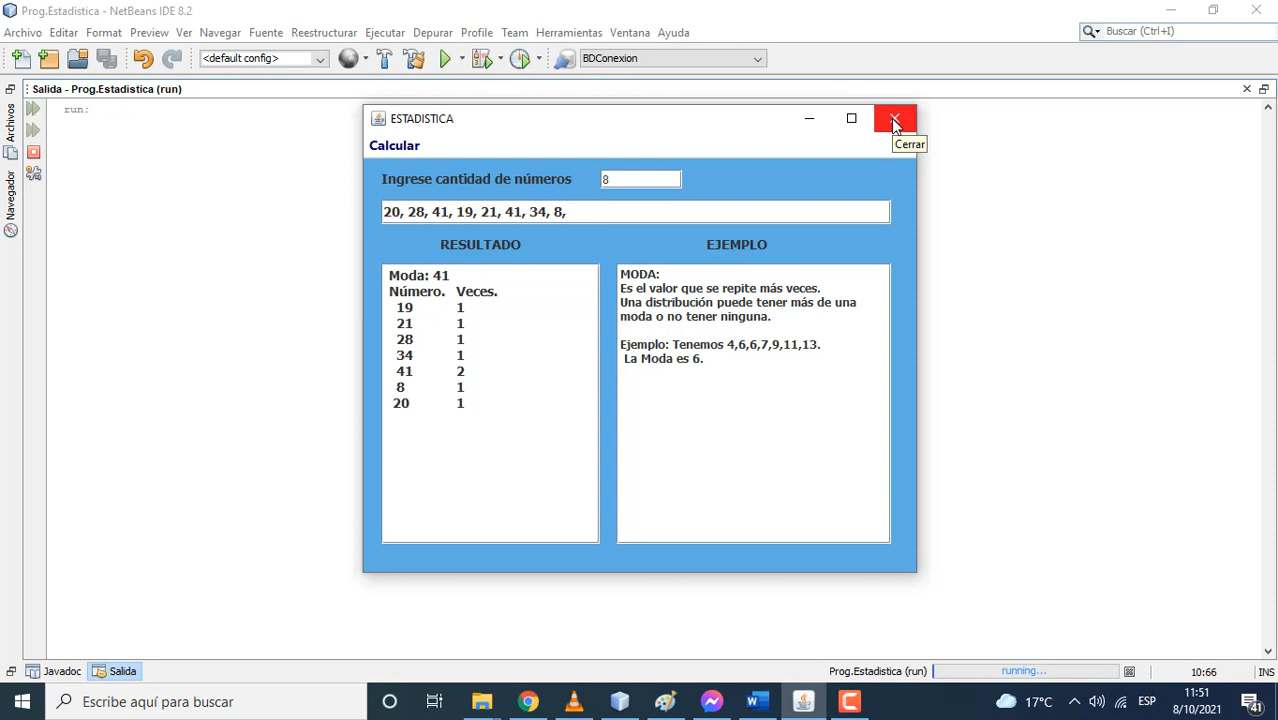 Prog.Estadistica - NetBeans IDE 8.2
Archivo Editar Format Preview Ver Navegar Fuente Reestructurar Ejecutar Depurar Profile Team Herramientas Ventana Ayuda
Buscar (Ctrl+I)
<default config>
BDConexion
Salida - Prog.Estadistica (run)
Archivos
Navegador
run:
ESTADISTICA
Cerrar
Calcular
Ingrese cantidad de números 8
20, 28, 41, 19, 21, 41, 34, 8,
RESULTADO
Moda: 41
Número. Veces.
19 1
21 1
28 1
34 1
41 2
8 1
20 1
EJEMPLO
MODA:
Es el valor que se repite más veces.
Una distribución puede tener más de una
moda o no tener ninguna.
Ejemplo: Tenemos 4,6,6,7,9,11,13.
La Moda es 6.
Javadoc Salida
Prog.Estadistica (run) running... 10:66 INS
Escribe aquí para buscar
17°C ESP
11:51
8/10/2021
41